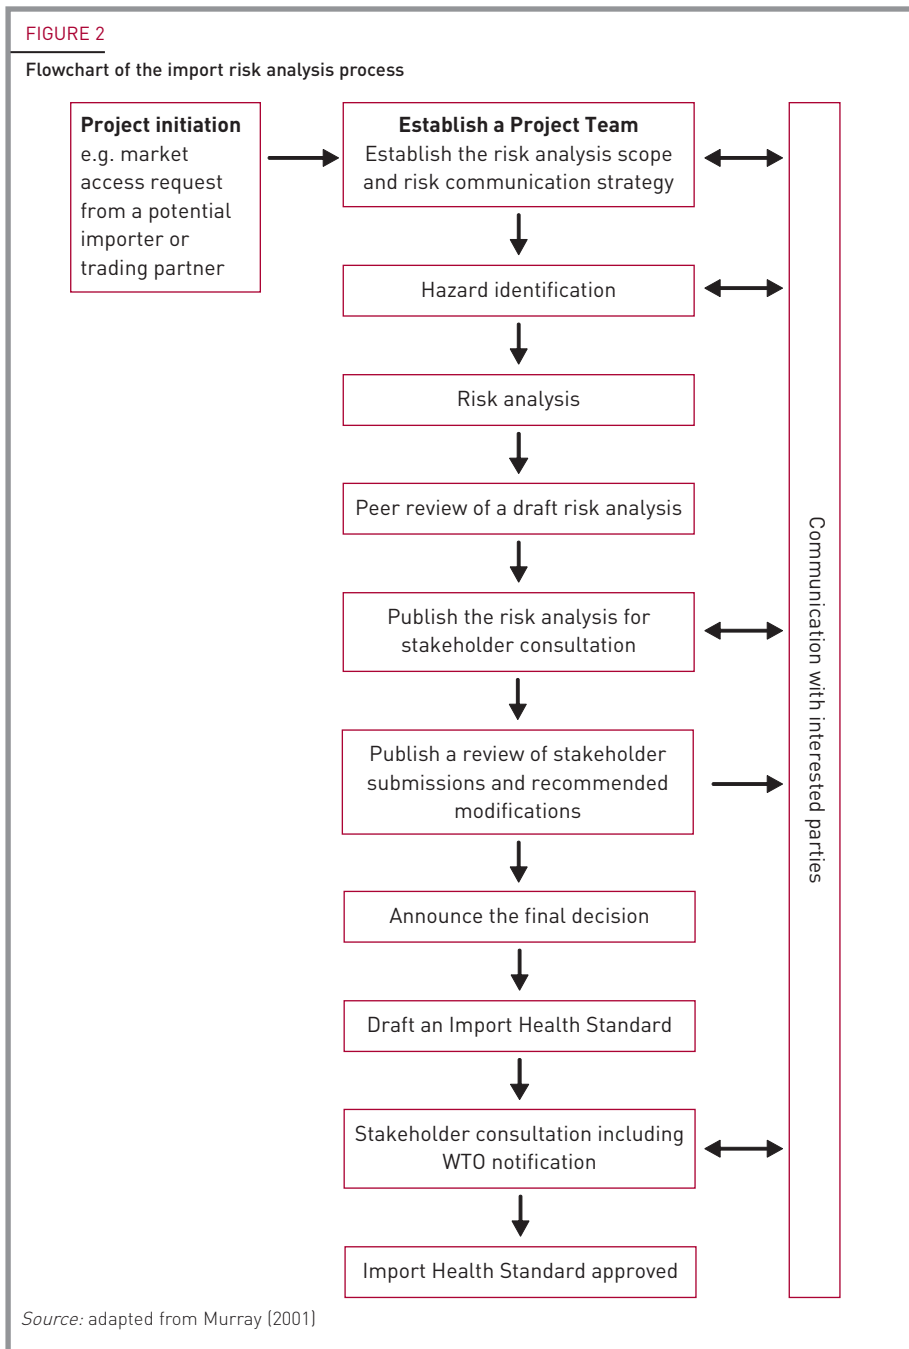 FIGURE 2
Flowchart of the import risk analysis process
Project initiation
e.g. market
access request
from a potential
importer or
trading partner
Establish a Project Team
Establish the risk analysis scope
and risk communication strategy
Hazard identification
Risk analysis
Peer review of a draft risk analysis
Publish the risk analysis for
stakeholder consultation
Publish a review of stakeholder
submissions and recommended
modifications
Announce the final decision
Draft an Import Health Standard
Stakeholder consultation including
WTO notification
Import Health Standard approved
Communication with interested parties
Source: adapted from Murray (2001)